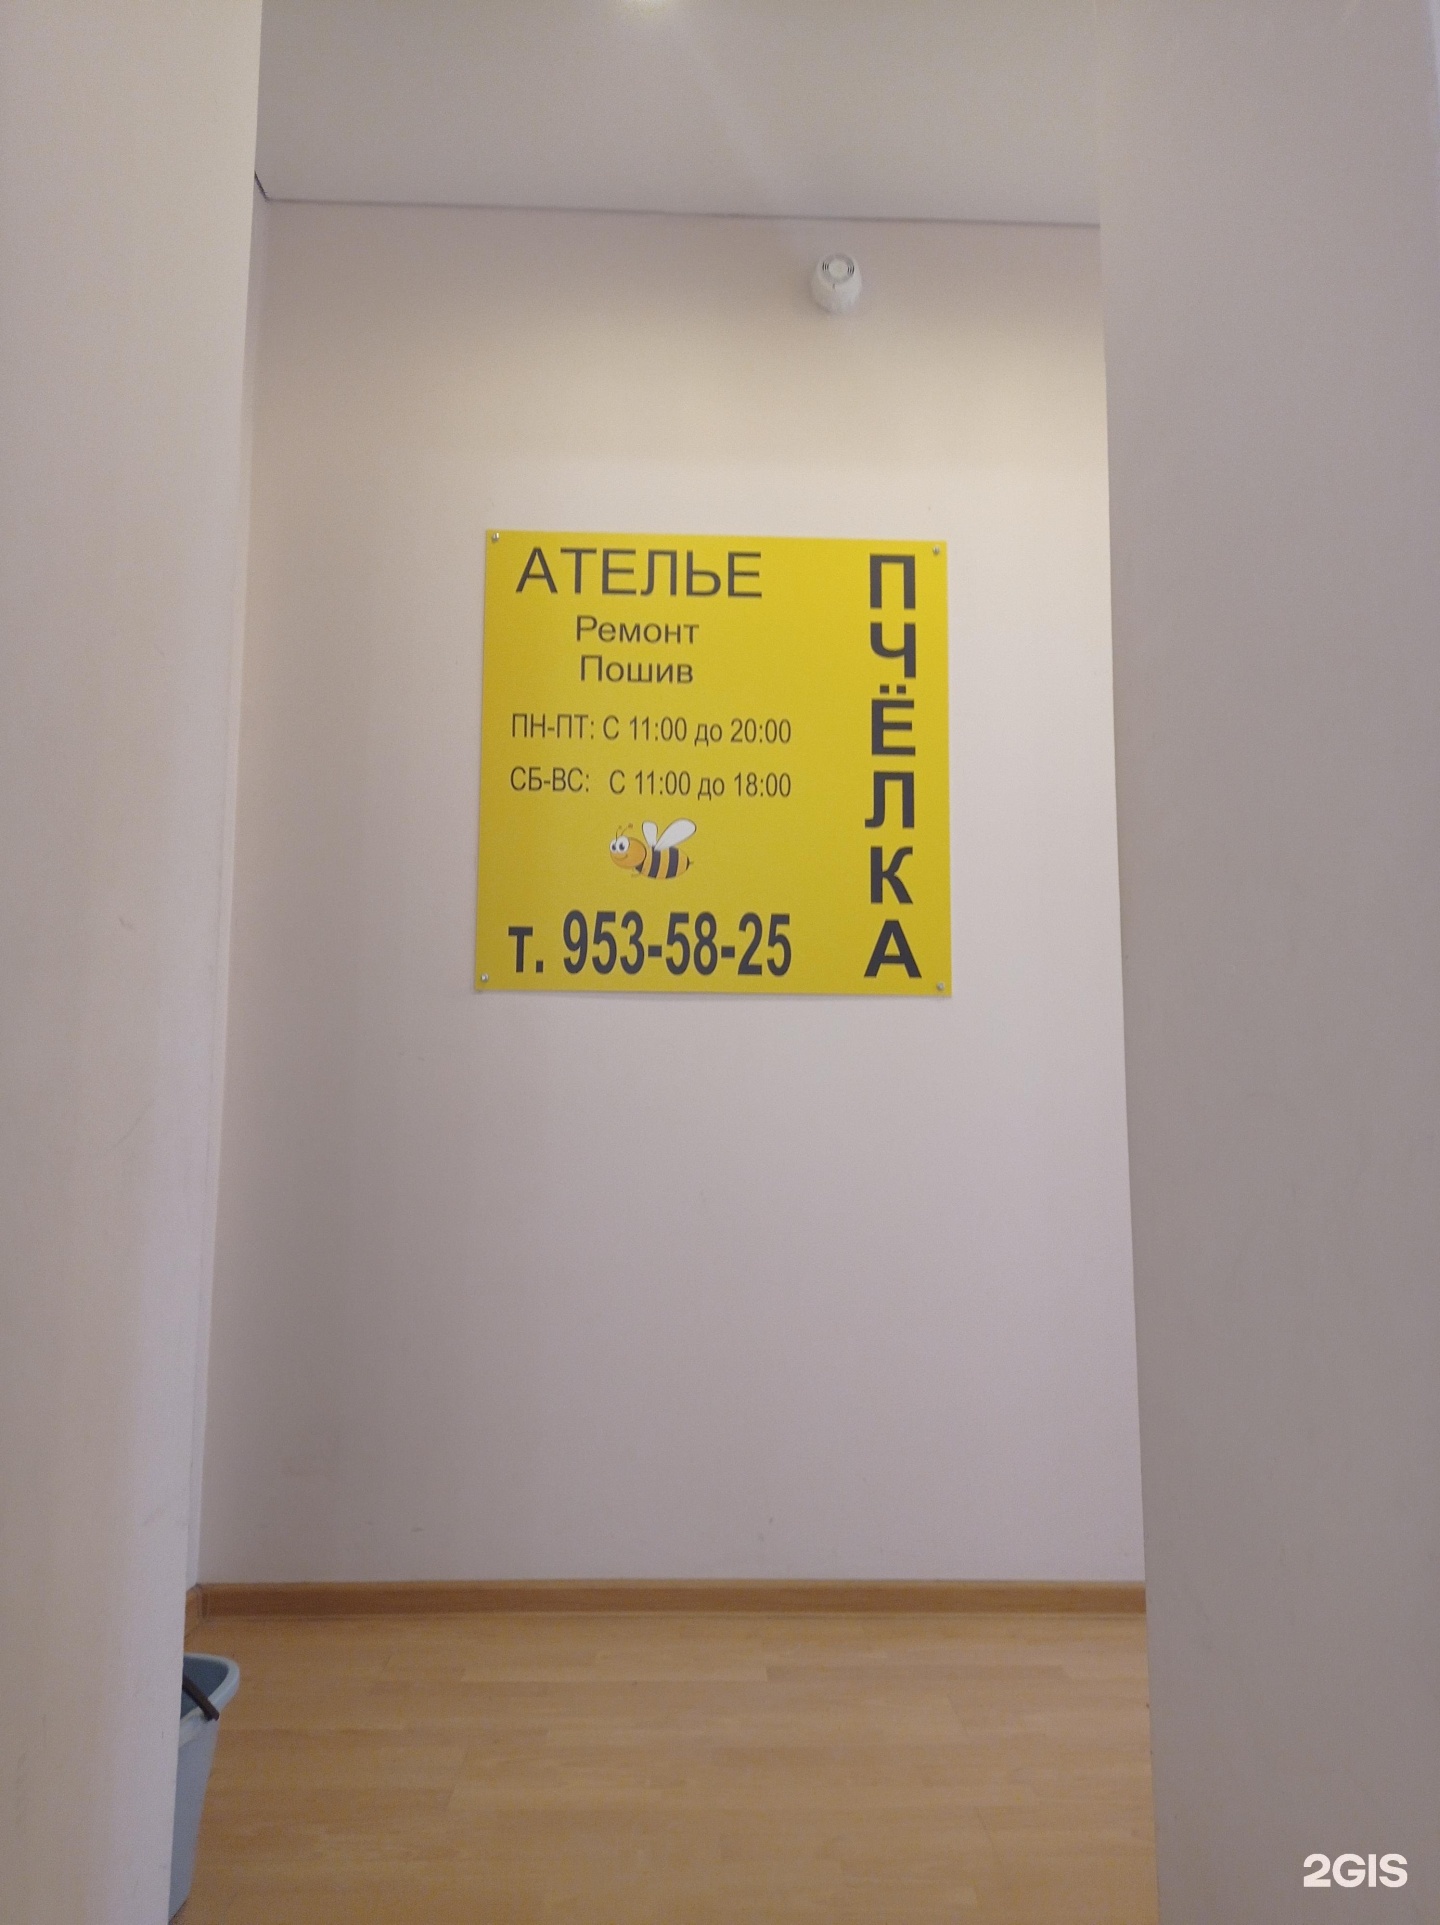 АТЕЛЬЕ
Ремонт
Пошив
ПН-ПТ: С 11:00 до 20:00
СБ-ВС: С 11:00 до 18:00
т. 953-58-25
ПЧЁЛКА
2GIS